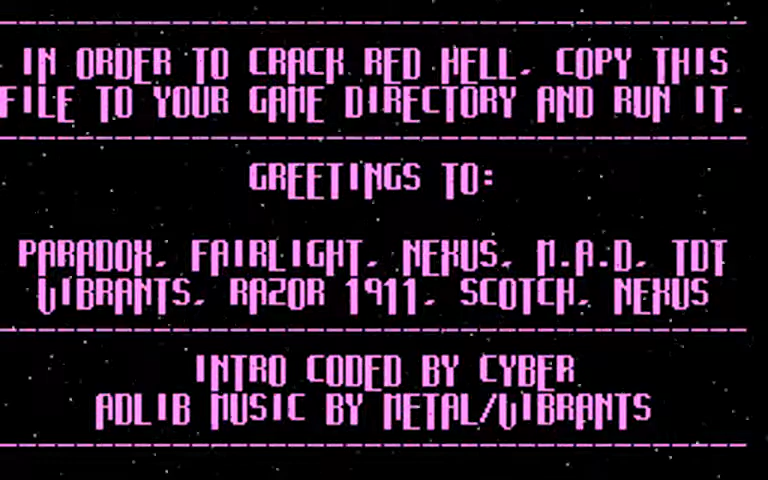 IN ORDER TO CRACK RED HELL, COPY THIS
FILE TO YOUR GAME DIRECTORY AND RUN IT.
GREETINGS TO:
PARADOX, FAIRLIGHT, NEXUS, M.A.D, TDT
VIBRANTS, RAZOR 1911, SCOTCH, NEXUS
INTRO CODED BY CYBER
ADLIB MUSIC BY METAL/VIBRANTS